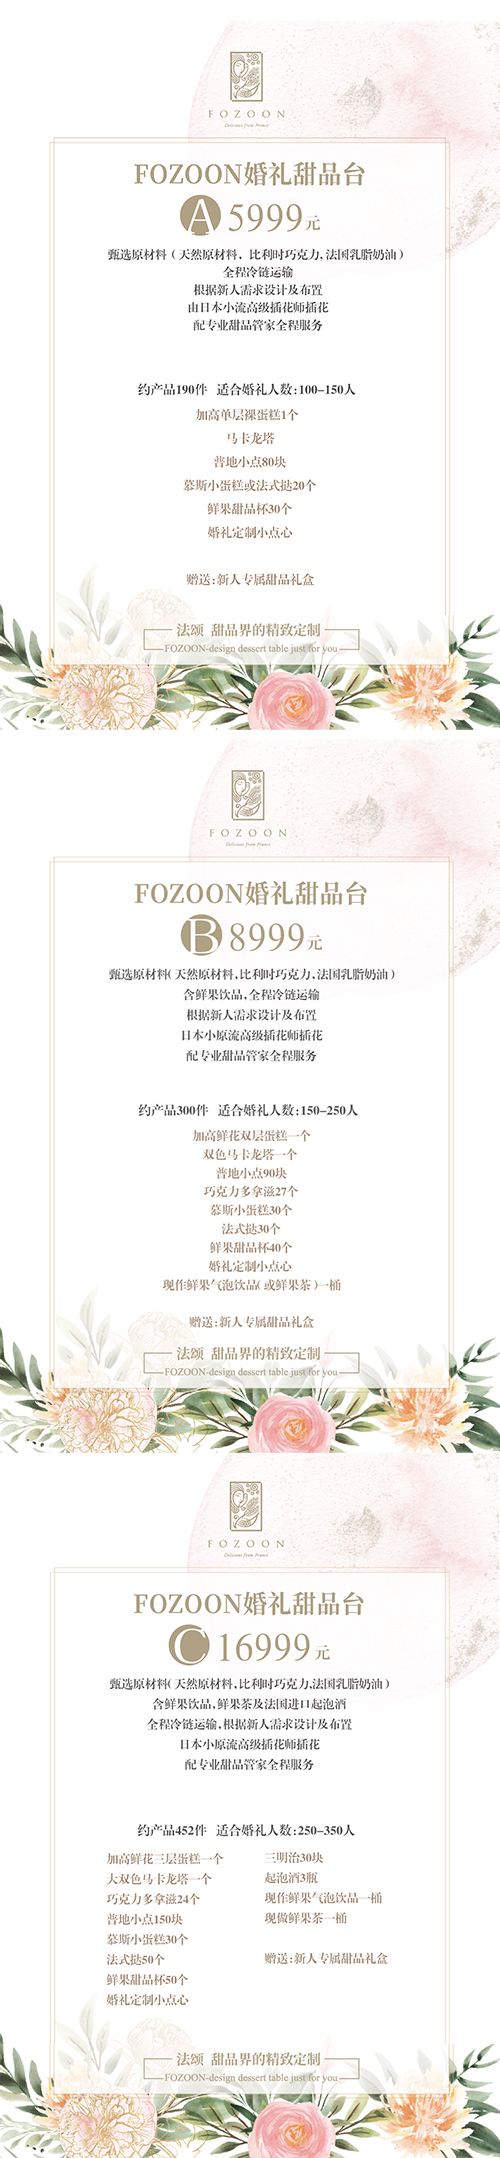 FOZOON
Delicious from France
FOZOON婚礼甜品台
A 5999元
甄选原材料（天然原材料，比利时巧克力,法国乳脂奶油）
全程冷链运输
根据新人需求设计及布置
由日本小流高级插花师插花
配专业甜品管家全程服务
约产品190件 适合婚礼人数:100-150人
加高单层裸蛋糕1个
马卡龙塔
普地小点80块
慕斯小蛋糕或法式挞20个
鲜果甜品杯30个
婚礼定制小点心
赠送:新人专属甜品礼盒
法颂 甜品界的精致定制
FOZOON-design dessert table just for you
FOZOON
Delicious from France
FOZOON婚礼甜品台
B 8999元
甄选原材料(天然原材料,比利时巧克力,法国乳脂奶油)
含鲜果饮品,全程冷链运输
根据新人需求设计及布置
日本小原流高级插花师插花
配专业甜品管家全程服务
约产品300件 适合婚礼人数:150-250人
加高鲜花双层蛋糕一个
双色马卡龙塔一个
普地小点90块
巧克力多拿滋27个
慕斯小蛋糕30个
法式挞30个
鲜果甜品杯40个
婚礼定制小点心
现作鲜果气泡饮品(或鲜果茶)一桶
赠送:新人专属甜品礼盒
法颂 甜品界的精致定制
FOZOON-design dessert table just for you
FOZOON
Delicious from France
FOZOON婚礼甜品台
C 16999元
甄选原材料(天然原材料,比利时巧克力,法国乳脂奶油)
含鲜果饮品,鲜果茶及法国进口起泡酒
全程冷链运输,根据新人需求设计及布置
日本小原流高级插花师插花
配专业甜品管家全程服务
约产品452件 适合婚礼人数:250-350人
加高鲜花三层蛋糕一个
大双色马卡龙塔一个
巧克力多拿滋24个
普地小点150块
慕斯小蛋糕30个
法式挞50个
鲜果甜品杯50个
婚礼定制小点心
三明治30块
起泡酒3瓶
现作鲜果气泡饮品一桶
现做鲜果茶一桶
赠送:新人专属甜品礼盒
法颂 甜品界的精致定制
FOZOON-design dessert table just for you